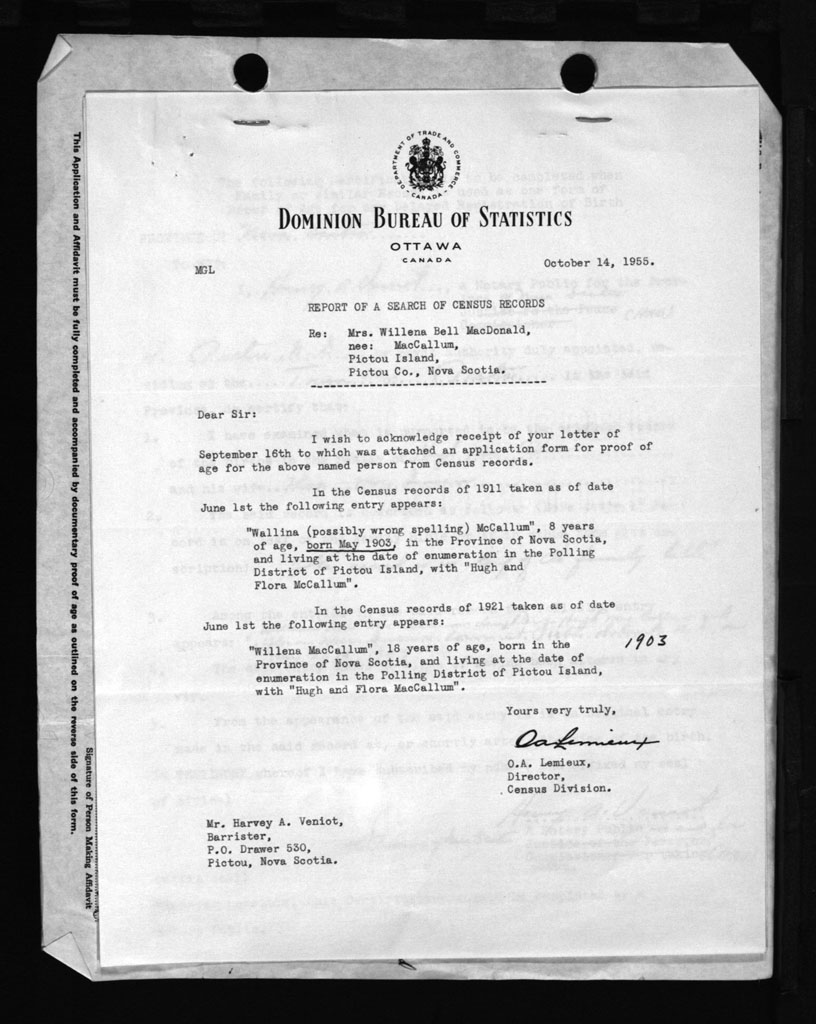 DEPARTMENT OF TRADE AND COMMERCE
CANADA
DOMINION BUREAU OF STATISTICS
OTTAWA
CANADA
MGL
October 14, 1955.
REPORT OF A SEARCH OF CENSUS RECORDS
Re: Mrs. Willena Bell MacDonald,
nee: MacCallum,
Pictou Island,
Pictou Co., Nova Scotia.
Dear Sir:
I wish to acknowledge receipt of your letter of
September 16th to which was attached an application form for proof of
age for the above named person from Census records.
In the Census records of 1911 taken as of date
June 1st the following entry appears:
"Wallina (possibly wrong spelling) McCallum", 8 years
of age, born May 1903, in the Province of Nova Scotia,
and living at the date of enumeration in the Polling
District of Pictou Island, with "Hugh and
Flora McCallum".
In the Census records of 1921 taken as of date
June 1st the following entry appears:
"Willena MacCallum", 18 years of age, born in the 1903
Province of Nova Scotia, and living at the date of
enumeration in the Polling District of Pictou Island,
with "Hugh and Flora MacCallum".
Yours very truly,
OA Lemieux
O.A. Lemieux,
Director,
Census Division.
Mr. Harvey A. Veniot,
Barrister,
P.O. Drawer 530,
Pictou, Nova Scotia.
This Application and Affidavit must be fully completed and accompanied by documentary proof of age as outlined on the reverse side of this form.
Signature of Person Making Affidavit